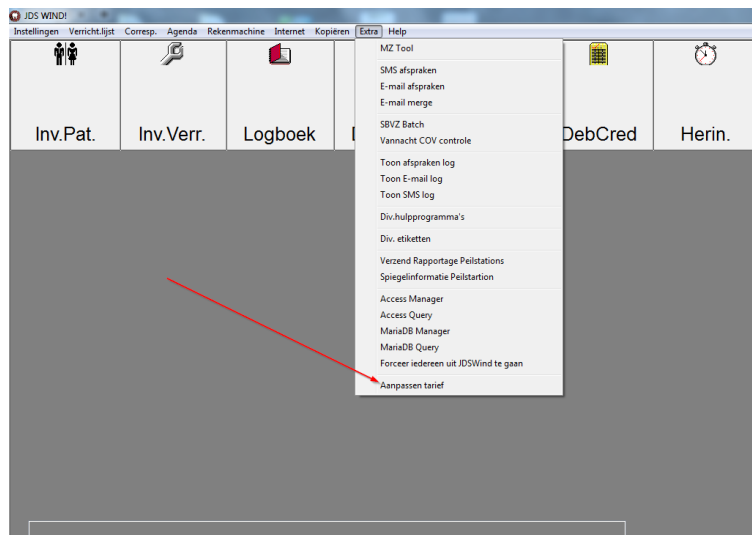 JDS WIND!
Instellingen Verricht.lijst Corresp. Agenda Rekenmachine Internet Kopiëren Extra Help
Inv.Pat. Inv.Verr. Logboek DebCred Herin.
MZ Tool
SMS afspraken
E-mail afspraken
E-mail merge
SBVZ Batch
Vannacht COV controle
Toon afspraken log
Toon E-mail log
Toon SMS log
Div.hulpprogramma's
Div. etiketten
Verzend Rapportage Peilstations
Spiegelinformatie Peilstartion
Access Manager
Access Query
MariaDB Manager
MariaDB Query
Forceer iedereen uit JDSWind te gaan
Aanpassen tarief